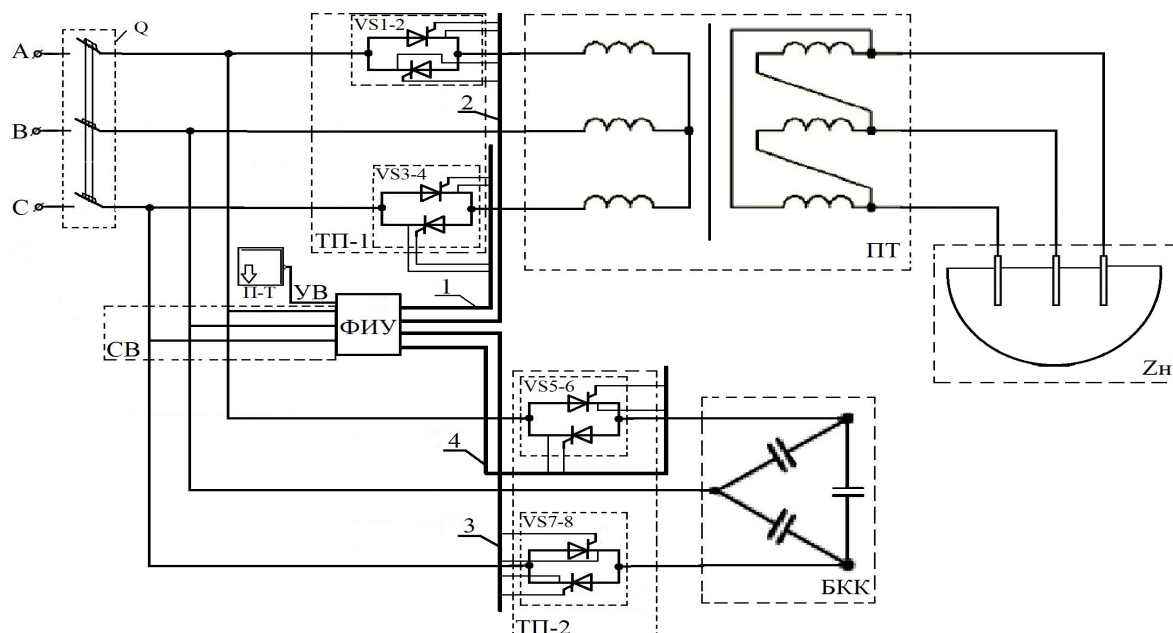 Q
VS1-2
A
2
B
VS3-4
C
ТП-1
ПТ
П-Т
УВ
1
ФИУ
СВ
Zн
VS5-6
4
VS7-8
3
БКК
ТП-2